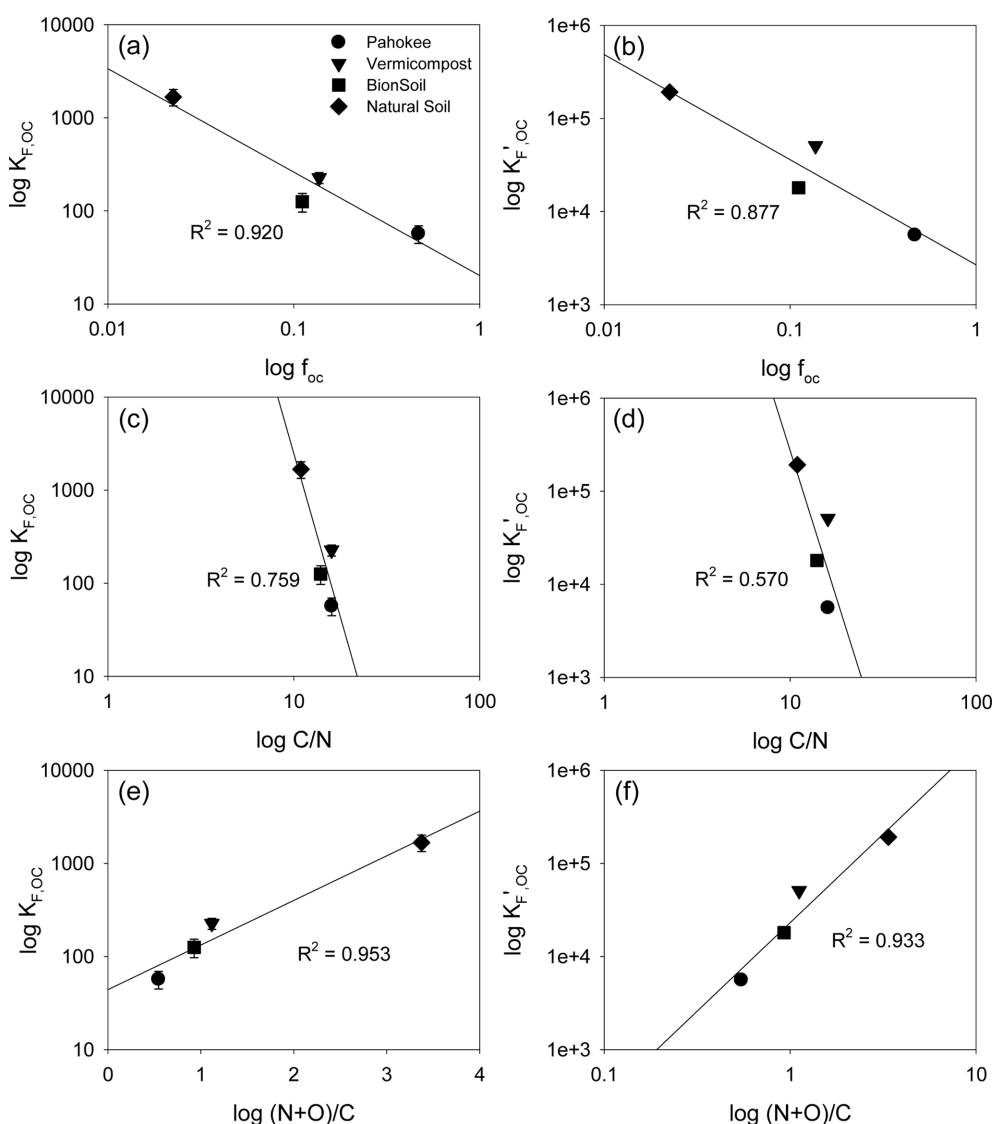 (a)
10000
1000
100
10
log K_F,OC
Pahokee
Vermicompost
BionSoil
Natural Soil
R² = 0.920
0.01 0.1 1
log f_oc
(b)
1e+6
1e+5
1e+4
1e+3
log K_F'_,OC
R² = 0.877
0.01 0.1 1
log f_oc
(c)
10000
1000
100
10
log K_F,OC
R² = 0.759
1 10 100
log C/N
(d)
1e+6
1e+5
1e+4
1e+3
log K_F'_,OC
R² = 0.570
1 10 100
log C/N
(e)
10000
1000
100
10
log K_F,OC
R² = 0.953
0 1 2 3 4
log (N+O)/C
(f)
1e+6
1e+5
1e+4
1e+3
log K_F'_,OC
R² = 0.933
0.1 1 10
log (N+O)/C